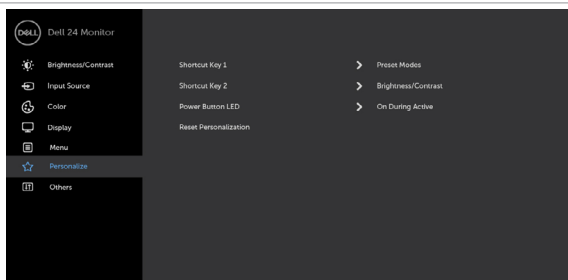 DELL Dell 24 Monitor
Brightness/Contrast
Input Source
Color
Display
Menu
Personalize
Others
Shortcut Key 1 Preset Modes
Shortcut Key 2 Brightness/Contrast
Power Button LED On During Active
Reset Personalization